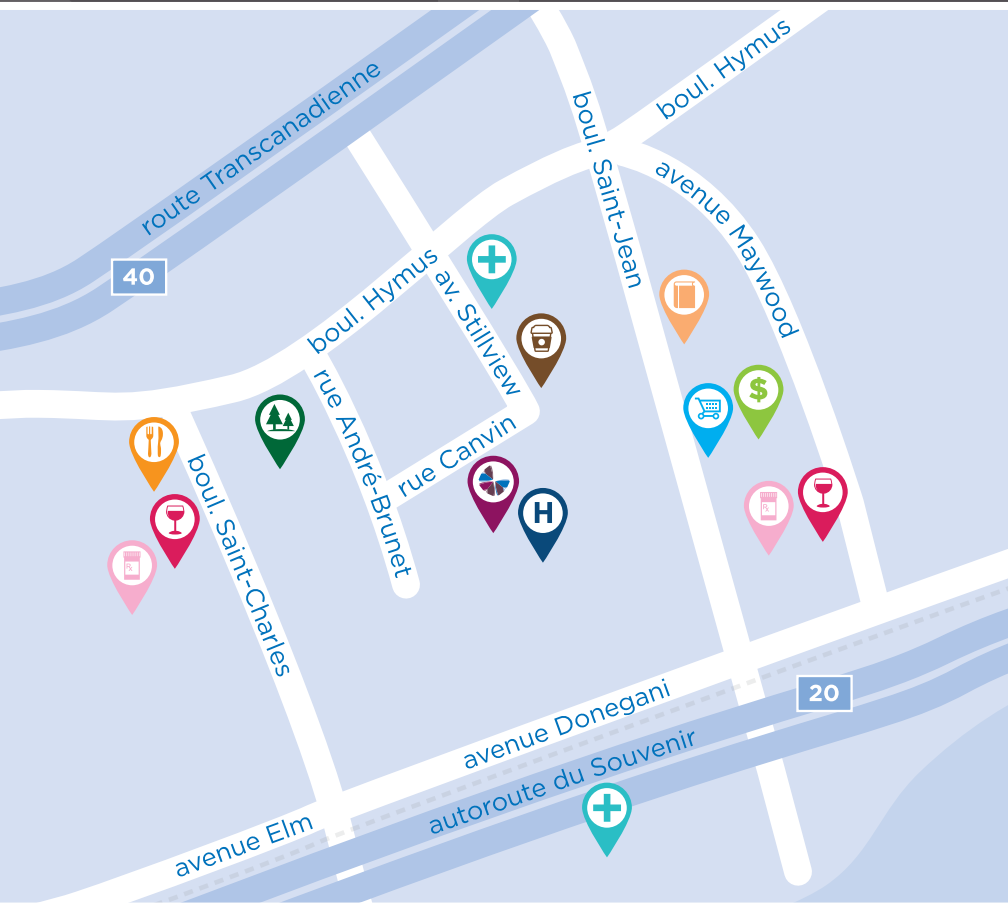 boul. Hymus
route Transcanadienne
boul. Saint-Jean
avenue Maywood
40
boul. Hymus
av. Stillview
$
rue André-Brunet
rue Canvin
boul. Saint-Charles
H
20
avenue Donegani
autoroute du Souvenir
avenue Elm